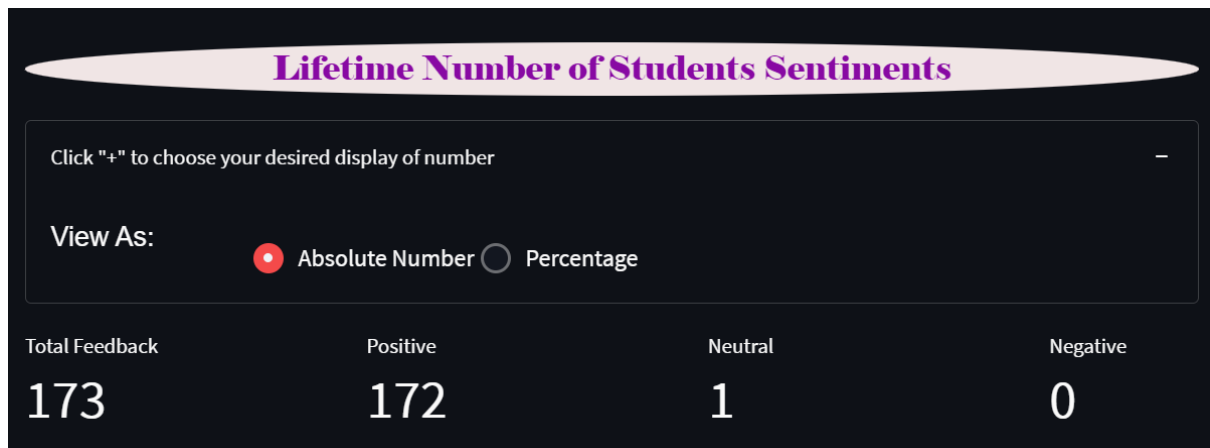 Lifetime Number of Students Sentiments
Click "+" to choose your desired display of number
View As:
Absolute Number Percentage
Total Feedback Positive Neutral Negative
173 172 1 0